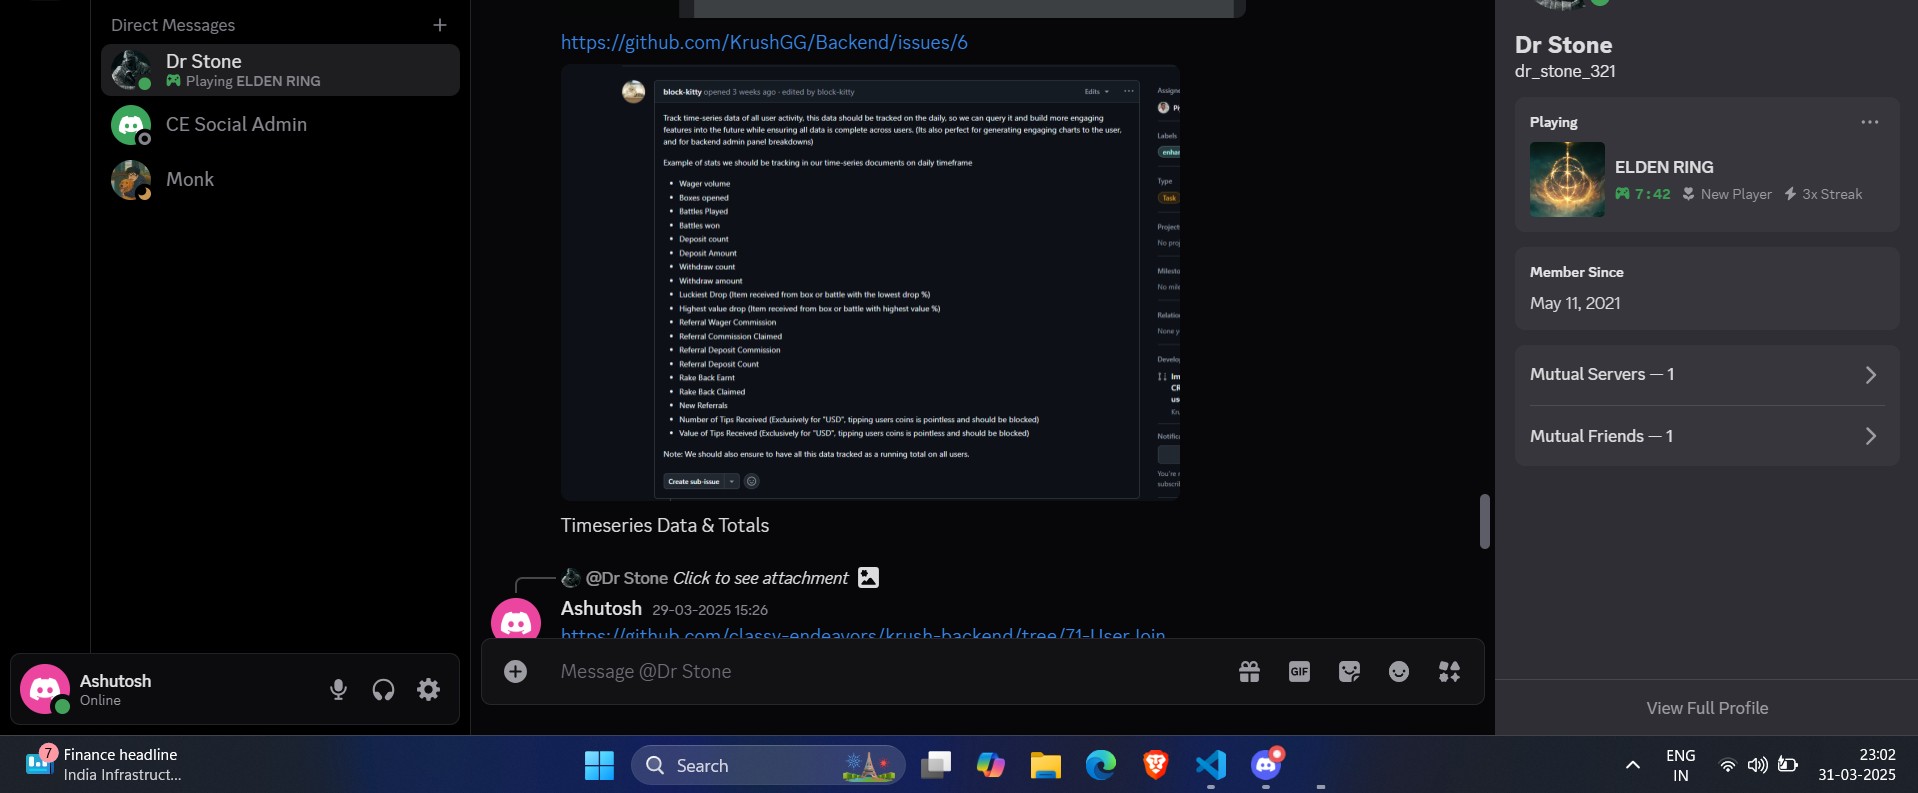 Direct Messages
Dr Stone
Playing ELDEN RING
CE Social Admin
Monk
Ashutosh
Online
https://github.com/KrushGG/Backend/issues/6
block-kitty opened 3 weeks ago · edited by block-kitty
Edits
Track time-series data of all user activity, this data should be tracked on the daily, so we can query it and build more engaging
features into the future while ensuring all data is complete across users. (Its also perfect for generating engaging charts to the user,
and for backend admin panel breakdowns)
Example of stats we should be tracking in our time-series documents on daily timeframe
• Wager volume
• Boxes opened
• Battles Played
• Battles won
• Deposit count
• Deposit Amount
• Withdraw count
• Withdraw amount
• Luckiest Drop (Item received from box or battle with the lowest drop %)
• Highest value drop (Item received from box or battle with highest value %)
• Referral Wager Commission
• Referral Commission Claimed
• Referral Deposit Commission
• Referral Deposit Count
• Rake Back Earnt
• Rake Back Claimed
• New Referrals
• Number of Tips Received (Exclusively for "USD", tipping users coins is pointless and should be blocked)
• Value of Tips Received (Exclusively for "USD", tipping users coins is pointless and should be blocked)
Note: We should also ensure to have all this data tracked as a running total on all users.
Create sub-issue
Assigne
Labels
enhan
Type
Task
Project
No proj
Milesto
No mile
Relatio
None y
Develop
Im
CR
us
Notific
You're r
subscri
Timeseries Data & Totals
@Dr Stone Click to see attachment
Ashutosh 29-03-2025 15:26
https://github.com/classy-endeavors/krush-backend/tree/71-UserJoin
Message @Dr Stone
GIF
Dr Stone
dr_stone_321
Playing
ELDEN RING
7:42 New Player 3x Streak
Member Since
May 11, 2021
Mutual Servers — 1
Mutual Friends — 1
View Full Profile
7
Finance headline
India Infrastruct...
Search
ENG
IN
23:02
31-03-2025